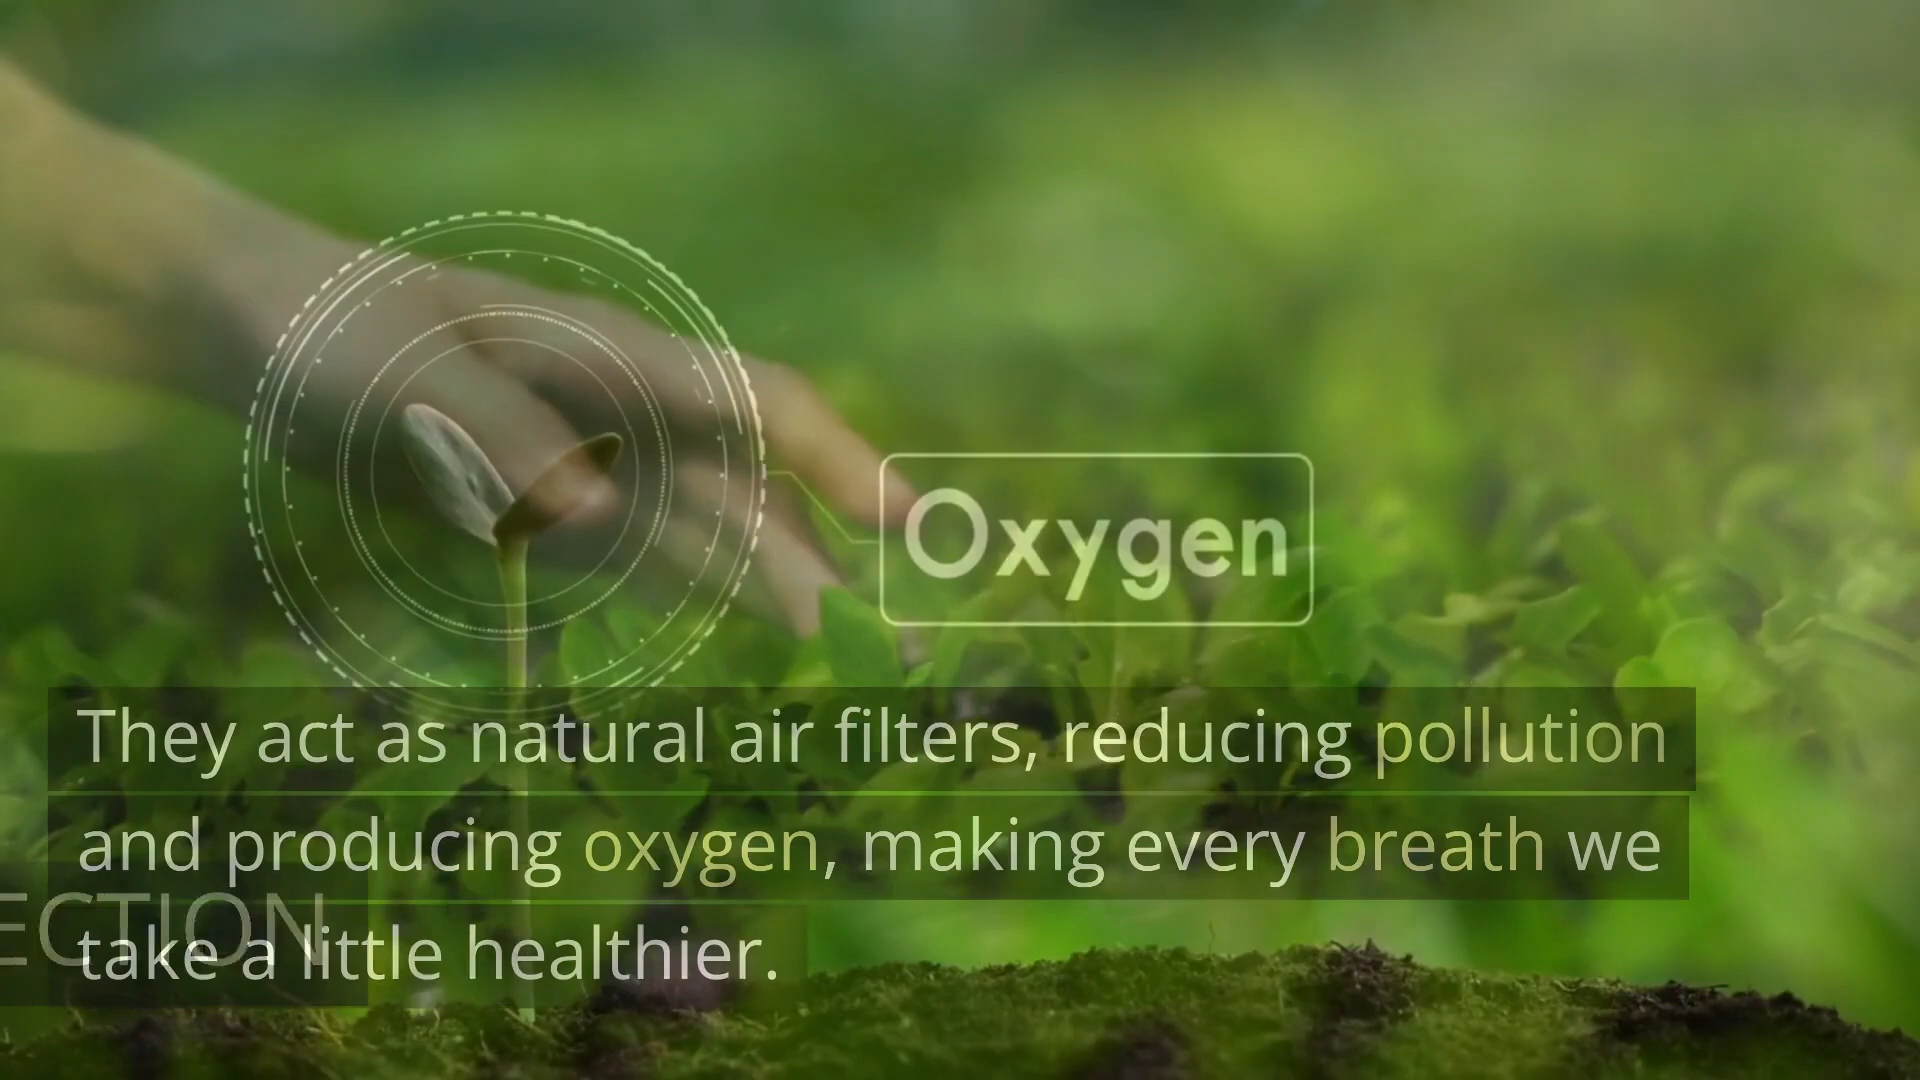 Oxygen
They act as natural air filters, reducing pollution
and producing oxygen, making every breath we
take a little healthier.
ECTION